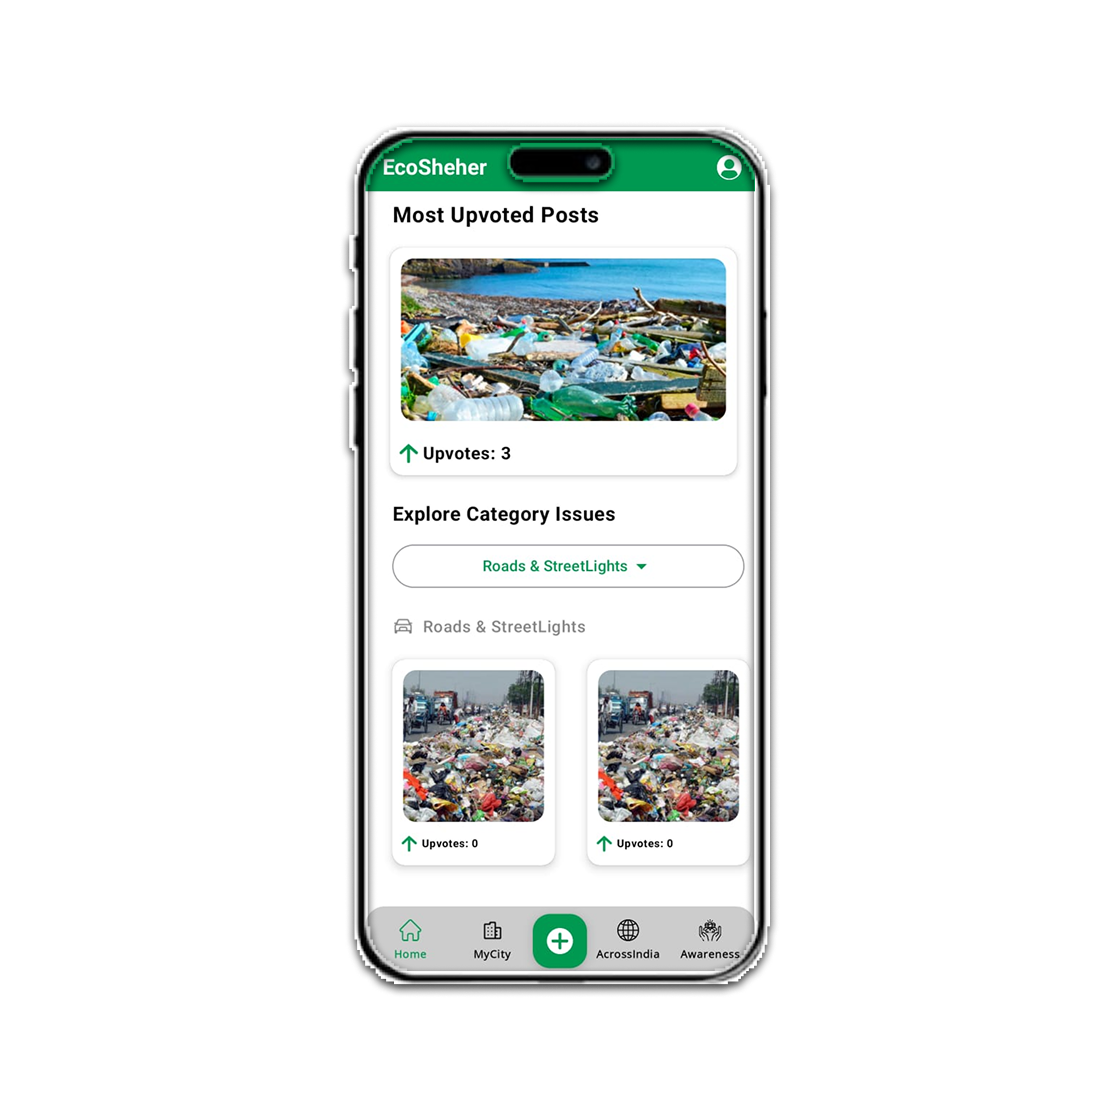 EcoSheher
Most Upvoted Posts
Upvotes: 3
Explore Category Issues
Roads & StreetLights
Roads & StreetLights
Upvotes: 0
Upvotes: 0
Home
MyCity
AcrossIndia
Awareness